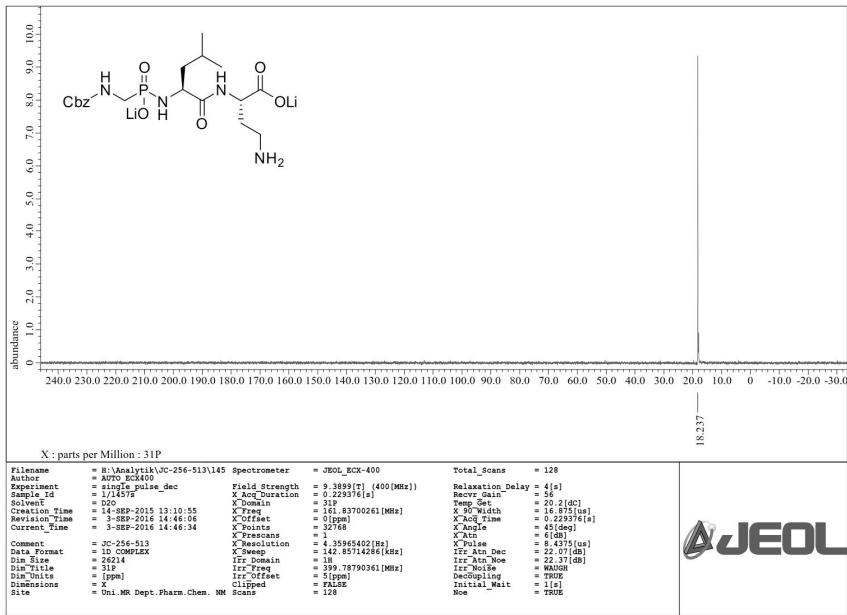 10.0
9.0
8.0
7.0
6.0
5.0
4.0
3.0
2.0
1.0
0
abundance
H
N
Cbz
O
P
LiO
N
H
O
H
N
O
OLi
NH2
240.0 230.0 220.0 210.0 200.0 190.0 180.0 170.0 160.0 150.0 140.0 130.0 120.0 110.0 100.0 90.0 80.0 70.0 60.0 50.0 40.0 30.0 20.0 10.0 0 -10.0 -20.0 -30.0
18.237
X : parts per Million : 31P
Filename = H:\Analytik\JC-256-513\145
Author = AUTO_ECX400
Experiment = single_pulse_dec
Sample_Id = 1/1457s
Solvent = D2O
Creation_Time = 14-SEP-2015 13:10:55
Revision_Time = 3-SEP-2016 14:46:06
Current_Time = 3-SEP-2016 14:46:34
Comment = JC-256-513
Data_Format = 1D COMPLEX
Dim_Size = 26214
Dim_Title = 31P
Dim_Units = [ppm]
Dimensions = X
Site = Uni.MR Dept.Pharm.Chem. NM
Spectrometer = JEOL_ECX-400
Field_Strength = 9.3899[T] (400[MHz])
X_Acq_Duration = 0.229376[s]
X_Domain = 31P
X_Freq = 161.83700261[MHz]
X_Offset = 0[ppm]
X_Points = 32768
X_Prescans = 1
X_Resolution = 4.35965402[Hz]
X_Sweep = 142.85714286[kHz]
Irr_Domain = 1H
Irr_Freq = 399.78790361[MHz]
Irr_Offset = 5[ppm]
Clipped = FALSE
Scans = 128
Total_Scans = 128
Relaxation_Delay = 4[s]
Recvr_Gain = 56
Temp_Get = 20.2[dC]
X_90_Width = 16.875[us]
X_Acq_Time = 0.229376[s]
X_Angle = 45[deg]
X_Atn = 6[dB]
X_Pulse = 8.4375[us]
Irr_Atn_Dec = 22.07[dB]
Irr_Atn_Noe = 22.37[dB]
Irr_Noise = WAUGH
Decoupling = TRUE
Initial_Wait = 1[s]
Noe = TRUE
JEOL